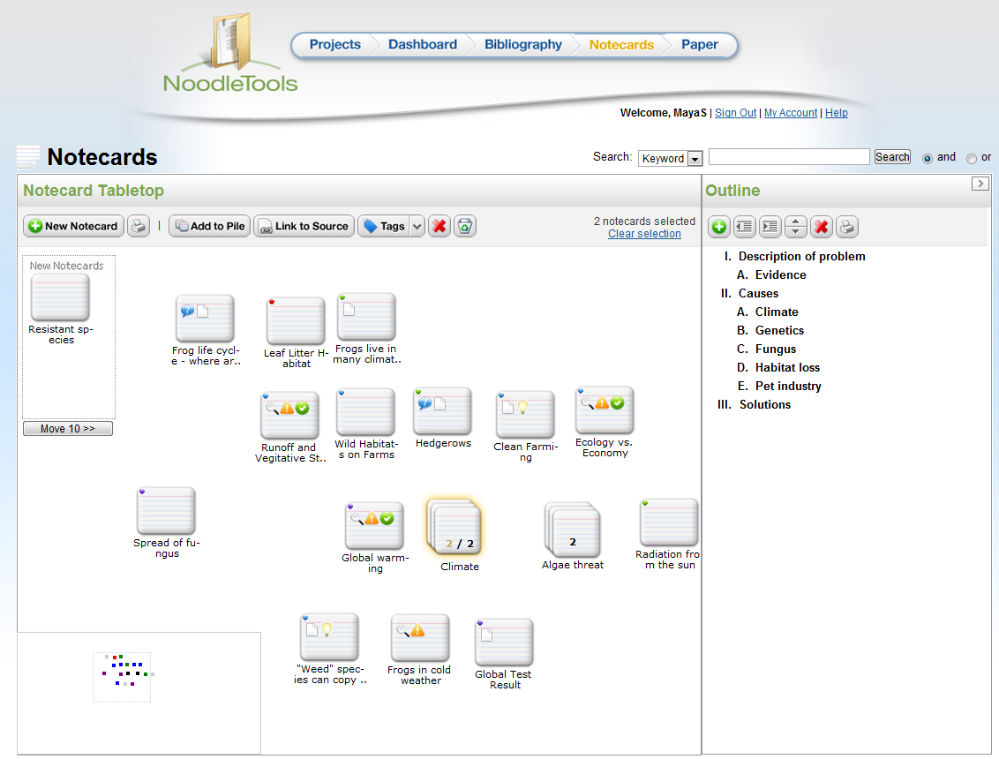 Projects Dashboard Bibliography Notecards Paper
NoodleTools
Welcome, MayaS | Sign Out | My Account | Help
Notecards
Search: Keyword Search and or
Notecard Tabletop
New Notecard | Add to Pile Link to Source Tags
2 notecards selected
Clear selection
New Notecards
Resistant sp-
ecies
Move 10 >>
Frog life cycl-
e - where ar..
Leaf Litter H-
abitat
Frogs live in
many climat..
Runoff and
Vegitative St..
Wild Habitat-
s on Farms
Hedgerows
Clean Farmi-
ng
Ecology vs.
Economy
Spread of fu-
ngus
Global warm-
ing
2 / 2
Climate
2
Algae threat
Radiation fro
m the sun
"Weed" spec-
ies can copy ..
Frogs in cold
weather
Global Test
Result
Outline
I. Description of problem
A. Evidence
II. Causes
A. Climate
B. Genetics
C. Fungus
D. Habitat loss
E. Pet industry
III. Solutions